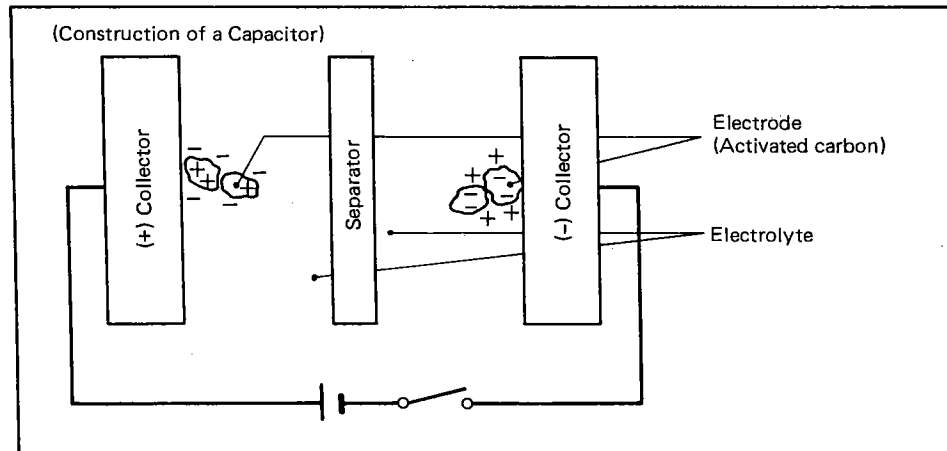 (Construction of a Capacitor)
(+) Collector
Separator
(-) Collector
Electrode
(Activated carbon)
Electrolyte